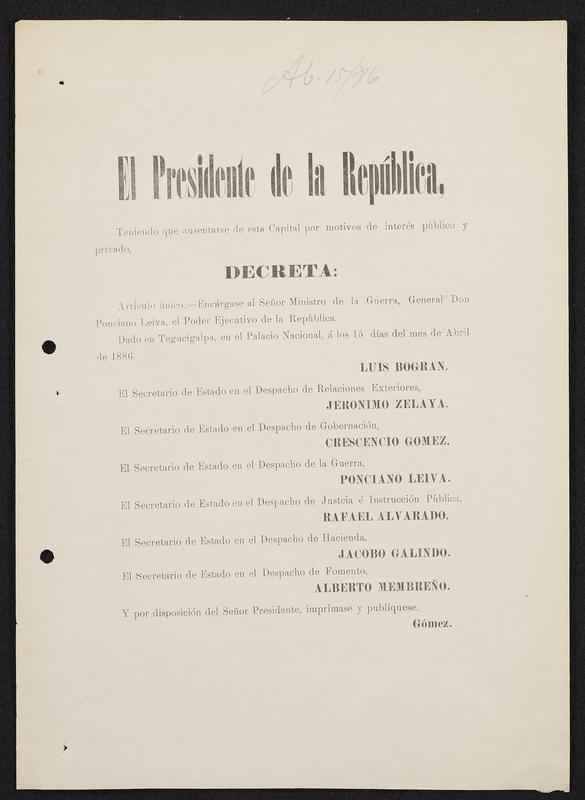 Ab. 15/86
El Presidente de la República,
Teniendo que ausentarse de esta Capital por motivos de interés público y
privado,
DECRETA:
Artículo único.—Encárgase al Señor Ministro de la Guerra, General Don
Ponciano Leiva, el Poder Ejecutivo de la República.
Dado en Tegucigalpa, en el Palacio Nacional, á los 15 días del mes de Abril
de 1886.
LUIS BOGRAN.
El Secretario de Estado en el Despacho de Relaciones Exteriores,
JERONIMO ZELAYA.
El Secretario de Estado en el Despacho de Gobernación,
CRESCENCIO GOMEZ.
El Secretario de Estado en el Despacho de la Guerra,
PONCIANO LEIVA.
El Secretario de Estado en el Despacho de Justcia é Instrucción Pública,
RAFAEL ALVARADO.
El Secretario de Estado en el Despacho de Hacienda,
JACOBO GALINDO.
El Secretario de Estado en el Despacho de Fomento,
ALBERTO MEMBREÑO.
Y por disposición del Señor Presidente, imprímase y publíquese.
Gómez.